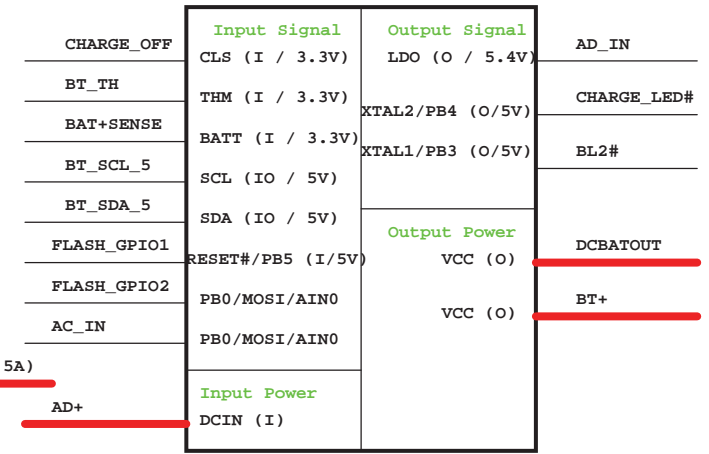 Input Signal
Output Signal
CHARGE_OFF
CLS (I / 3.3V)
LDO (O / 5.4V)
AD_IN
BT_TH
THM (I / 3.3V)
XTAL2/PB4 (O/5V)
CHARGE_LED#
BAT+SENSE
BATT (I / 3.3V)
XTAL1/PB3 (O/5V)
BL2#
BT_SCL_5
SCL (IO / 5V)
BT_SDA_5
SDA (IO / 5V)
Output Power
FLASH_GPIO1
RESET#/PB5 (I/5V)
VCC (O)
DCBATOUT
FLASH_GPIO2
PB0/MOSI/AIN0
VCC (O)
BT+
AC_IN
PB0/MOSI/AIN0
5A)
Input Power
AD+
DCIN (I)